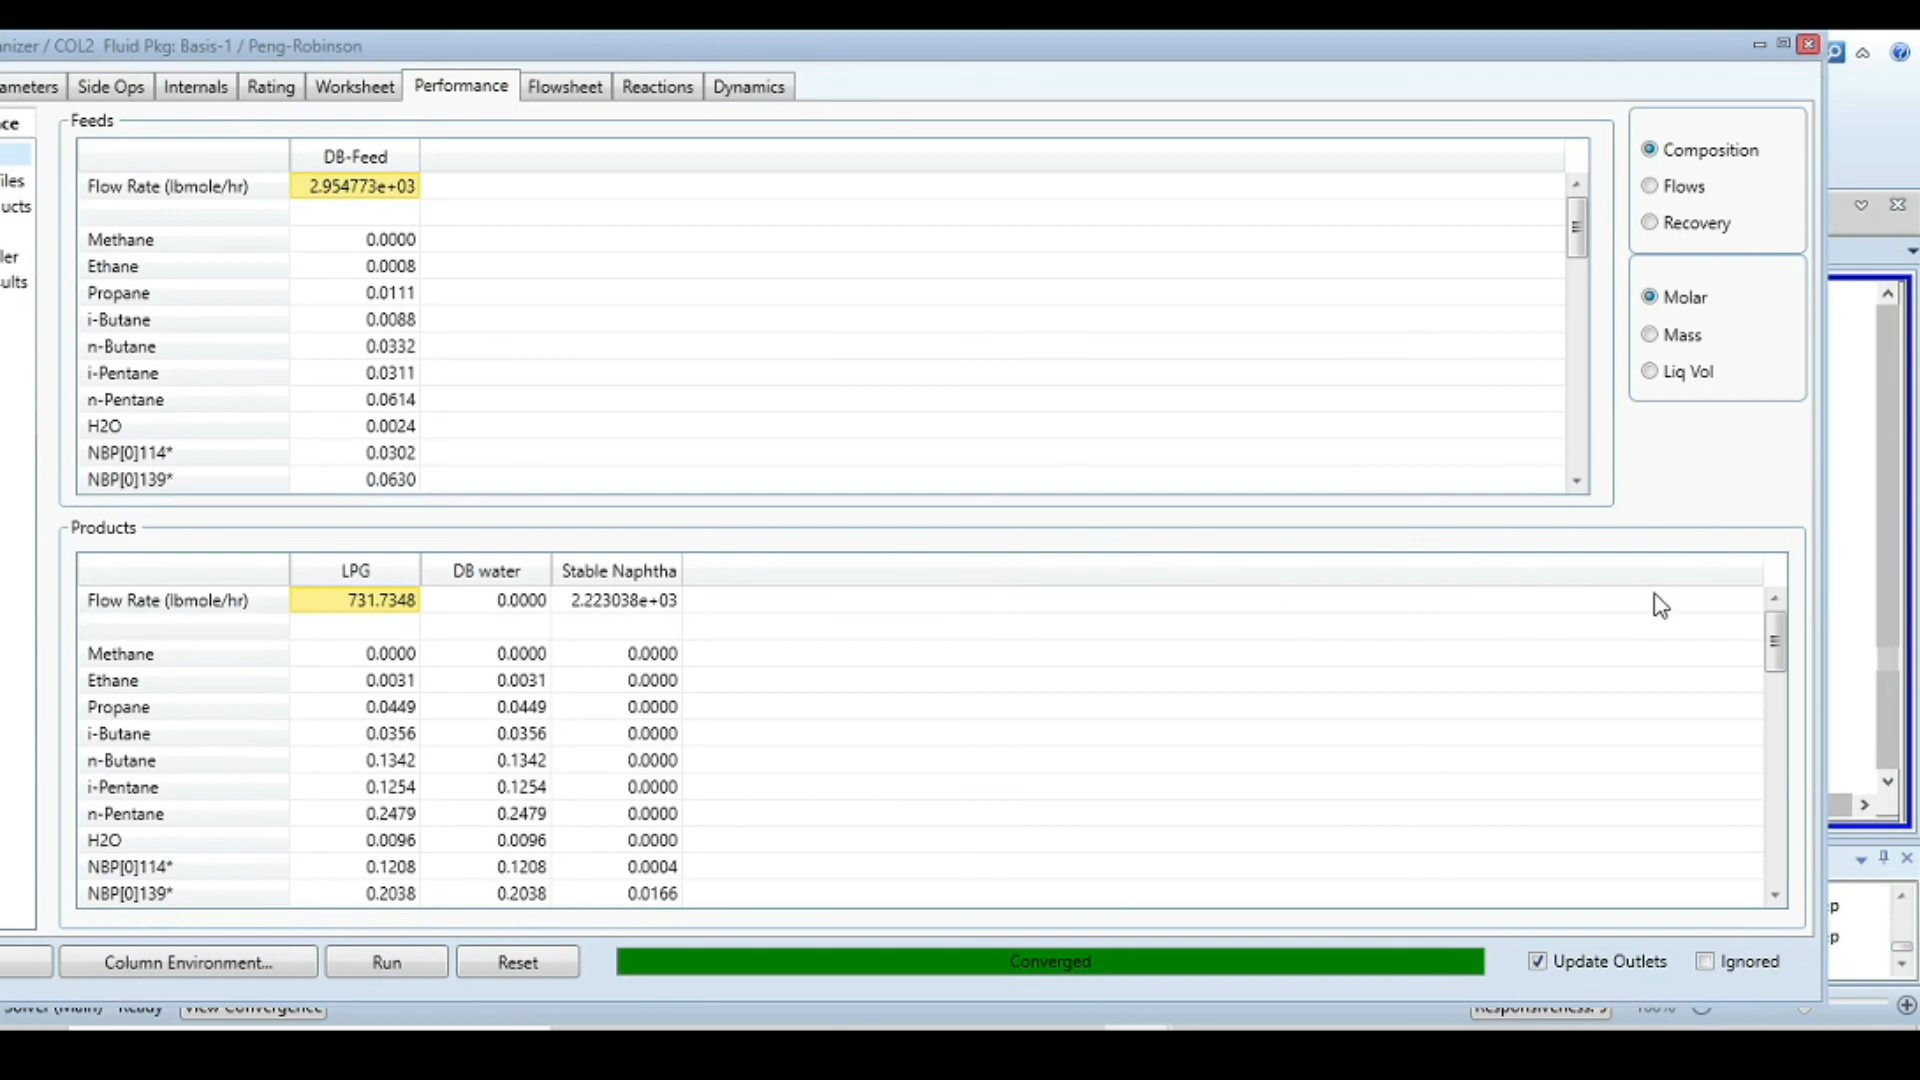 nizer / COL2 Fluid Pkg: Basis-1 / Peng-Robinson
ameters Side Ops Internals Rating Worksheet Performance Flowsheet Reactions Dynamics
ce
iles
ucts
ler
ults
Feeds
DB-Feed
Flow Rate (lbmole/hr) 2.954773e+03
Methane 0.0000
Ethane 0.0008
Propane 0.0111
i-Butane 0.0088
n-Butane 0.0332
i-Pentane 0.0311
n-Pentane 0.0614
H2O 0.0024
NBP[0]114* 0.0302
NBP[0]139* 0.0630
Composition
Flows
Recovery
Molar
Mass
Liq Vol
Products
LPG DB water Stable Naphtha
Flow Rate (lbmole/hr) 731.7348 0.0000 2.223038e+03
Methane 0.0000 0.0000 0.0000
Ethane 0.0031 0.0031 0.0000
Propane 0.0449 0.0449 0.0000
i-Butane 0.0356 0.0356 0.0000
n-Butane 0.1342 0.1342 0.0000
i-Pentane 0.1254 0.1254 0.0000
n-Pentane 0.2479 0.2479 0.0000
H2O 0.0096 0.0096 0.0000
NBP[0]114* 0.1208 0.1208 0.0004
NBP[0]139* 0.2038 0.2038 0.0166
Column Environment... Run Reset Converged Update Outlets Ignored
p
p
Solver (Main) Ready View Convergence Responsiveness: 100%